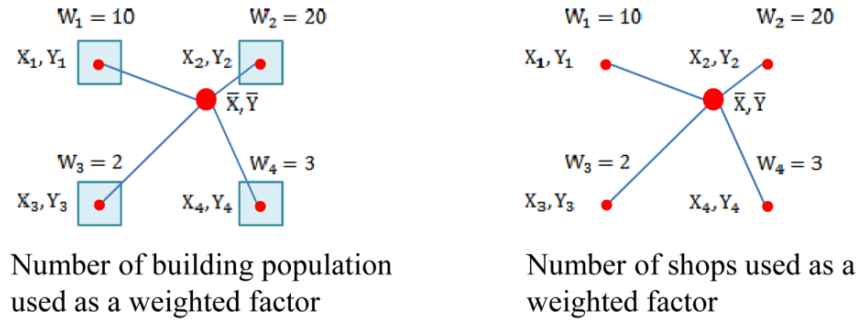 W₁ = 10
W₂ = 20
X₁, Y₁
X₂, Y₂
X̅, Y̅
W₃ = 2
W₄ = 3
X₃, Y₃
X₄, Y₄
Number of building population
used as a weighted factor
W₁ = 10
W₂ = 20
X₁, Y₁
X₂, Y₂
X̅, Y̅
W₃ = 2
W₄ = 3
X₃, Y₃
X₄, Y₄
Number of shops used as a
weighted factor